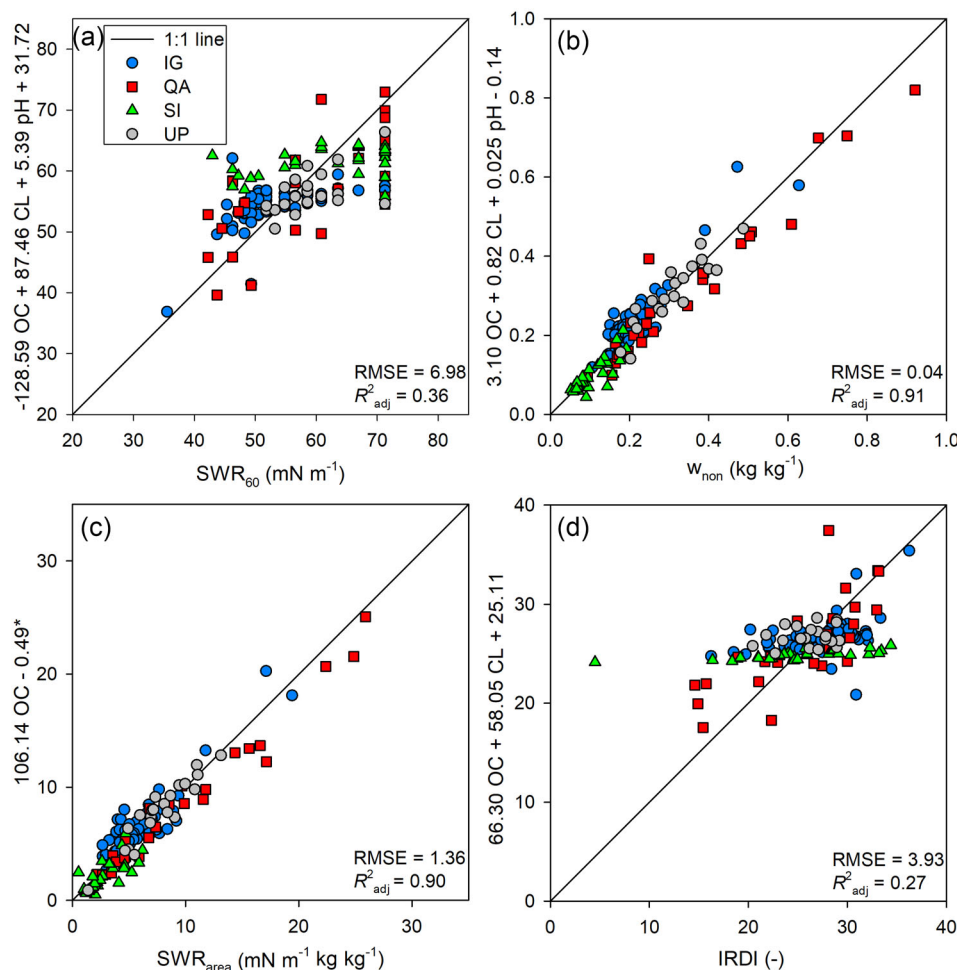 (a)
1:1 line
IG
QA
SI
UP
-128.59 OC + 87.46 CL + 5.39 pH + 31.72
80
70
60
50
40
30
20
RMSE = 6.98
R²adj = 0.36
20 30 40 50 60 70 80
SWR60 (mN m⁻¹)
(b)
3.10 OC + 0.82 CL + 0.025 pH - 0.14
1.0
0.8
0.6
0.4
0.2
0.0
RMSE = 0.04
R²adj = 0.91
0.0 0.2 0.4 0.6 0.8 1.0
wnon (kg kg⁻¹)
(c)
106.14 OC - 0.49*
30
20
10
0
RMSE = 1.36
R²adj = 0.90
0 10 20 30
SWRarea (mN m⁻¹ kg kg⁻¹)
(d)
66.30 OC + 58.05 CL + 25.11
40
30
20
10
0
RMSE = 3.93
R²adj = 0.27
0 10 20 30 40
IRDI (-)